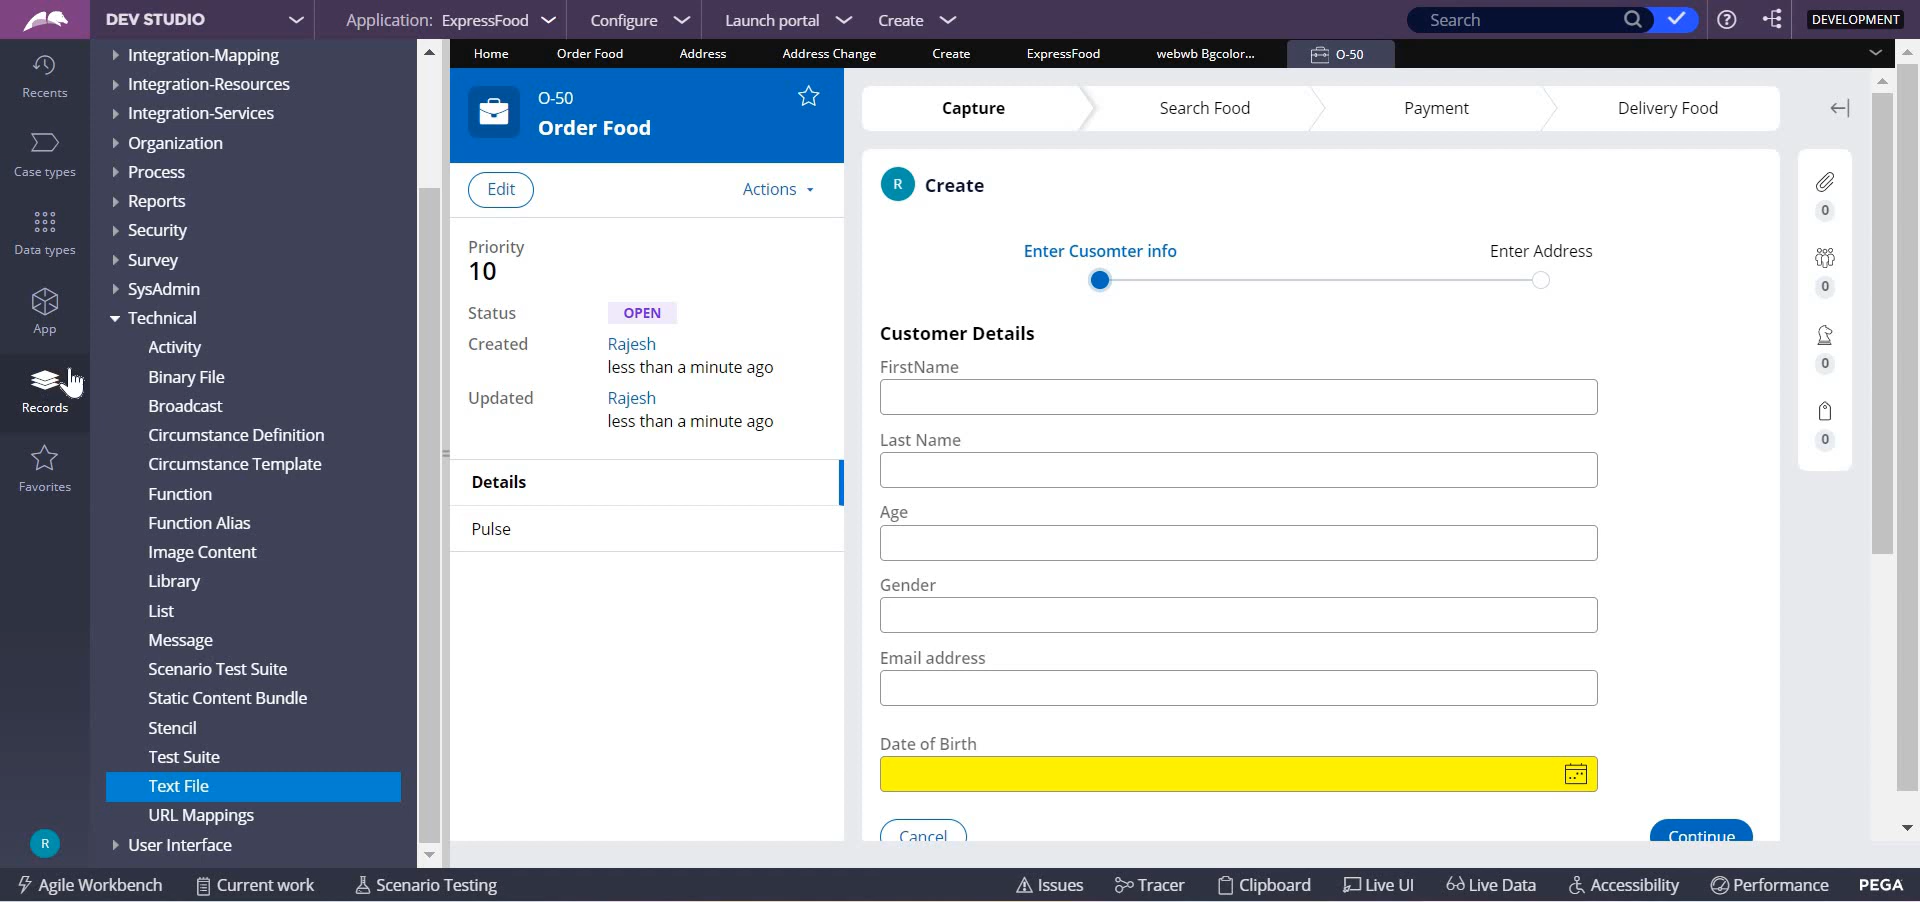 DEV STUDIO
Application: ExpressFood
Configure
Launch portal
Create
Search
DEVELOPMENT
Recents
Case types
Data types
App
Records
Favorites
R
Integration-Mapping
Integration-Resources
Integration-Services
Organization
Process
Reports
Security
Survey
SysAdmin
Technical
Activity
Binary File
Broadcast
Circumstance Definition
Circumstance Template
Function
Function Alias
Image Content
Library
List
Message
Scenario Test Suite
Static Content Bundle
Stencil
Test Suite
Text File
URL Mappings
User Interface
Home
Order Food
Address
Address Change
Create
ExpressFood
webwb Bgcolor...
O-50
O-50
Order Food
Edit
Actions
Priority
10
Status OPEN
Created Rajesh
less than a minute ago
Updated Rajesh
less than a minute ago
Details
Pulse
Capture
Search Food
Payment
Delivery Food
R Create
Enter Cusomter info
Enter Address
Customer Details
FirstName
Last Name
Age
Gender
Email address
Date of Birth
Cancel
Continue
0
0
0
0
Agile Workbench
Current work
Scenario Testing
Issues
Tracer
Clipboard
Live UI
Live Data
Accessibility
Performance
PEGA